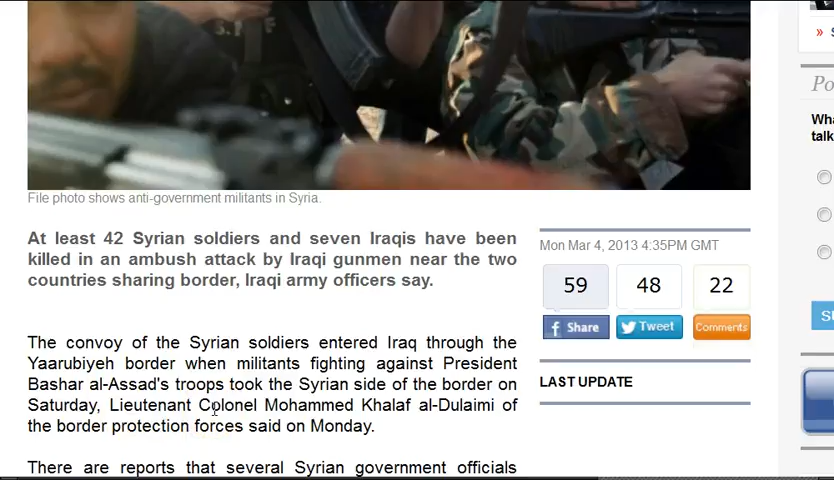 File photo shows anti-government militants in Syria.
At least 42 Syrian soldiers and seven Iraqis have been
killed in an ambush attack by Iraqi gunmen near the two
countries sharing border, Iraqi army officers say.
The convoy of the Syrian soldiers entered Iraq through the
Yaarubiyeh border when militants fighting against President
Bashar al-Assad's troops took the Syrian side of the border on
Saturday, Lieutenant Colonel Mohammed Khalaf al-Dulaimi of
the border protection forces said on Monday.
There are reports that several Syrian government officials
Mon Mar 4, 2013 4:35PM GMT
59 48 22
f Share Tweet Comments
LAST UPDATE
» S
Po
Wha
talk
SU